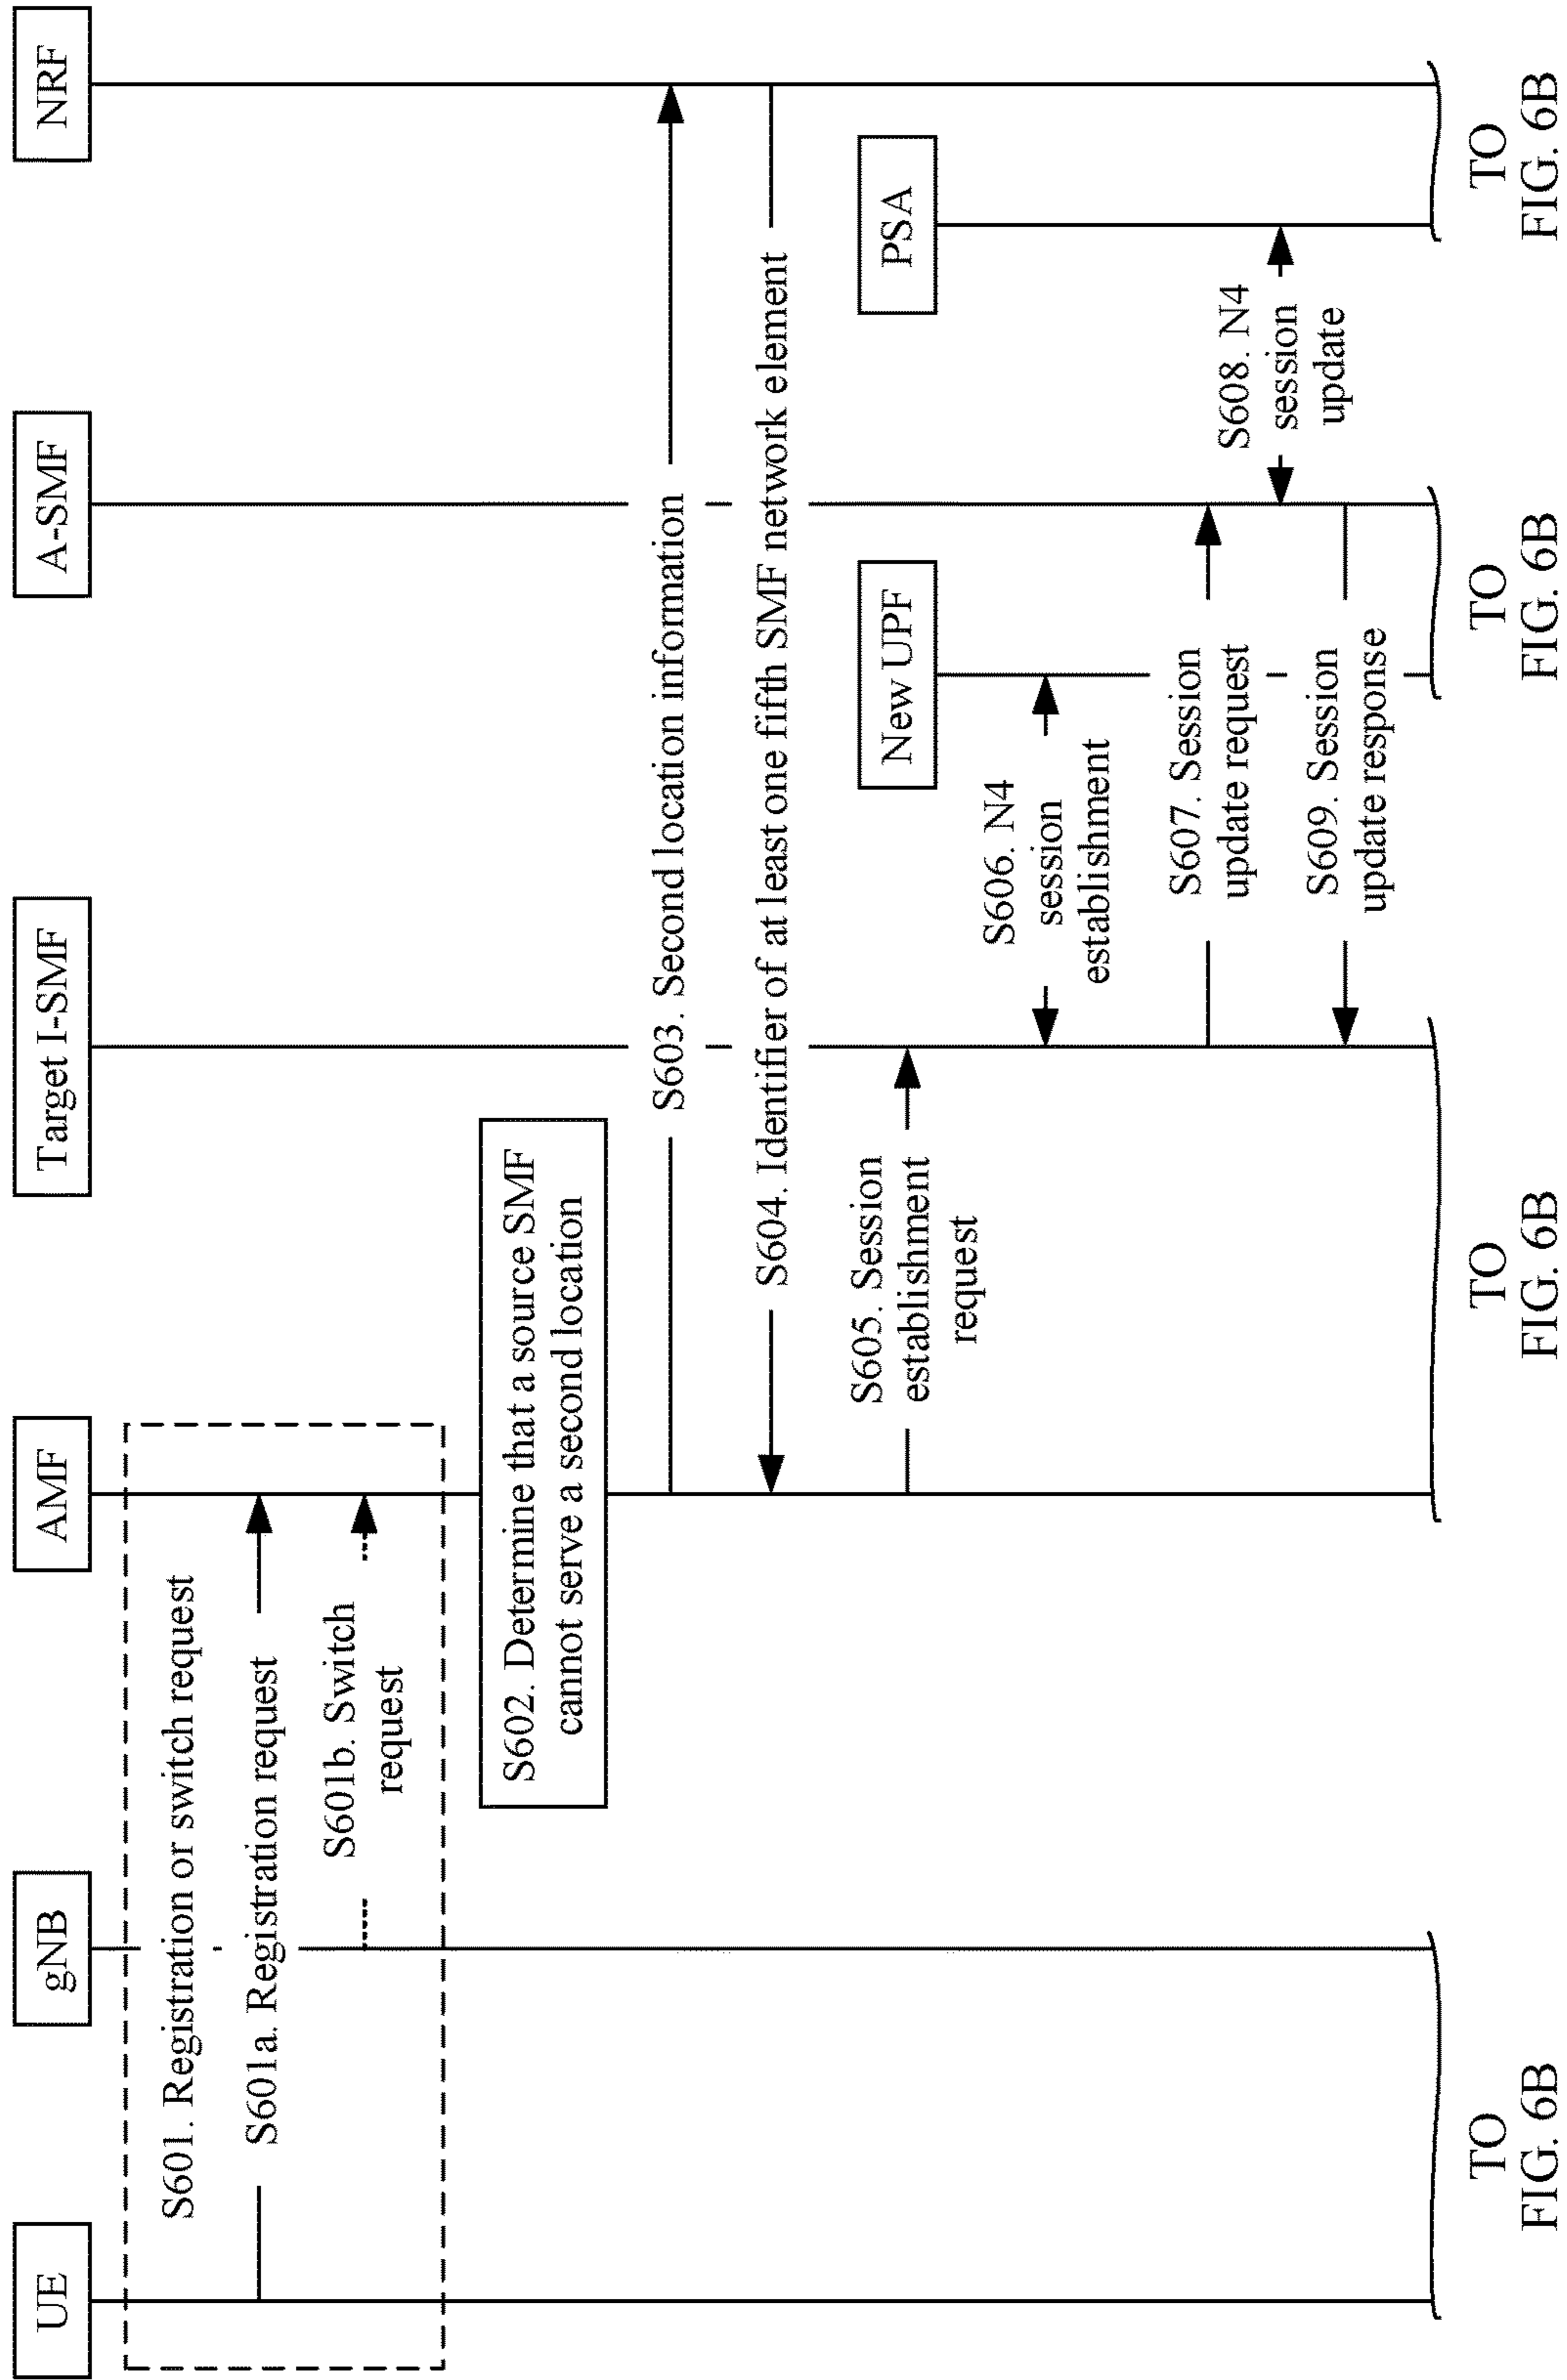 UE
gNB
AMF
Target I-SMF
A-SMF
NRF
S601. Registration or switch request
S601a. Registration request
S601b. Switch
request
S602. Determine that a source SMF
cannot serve a second location
S603. Second location information
S604. Identifier of at least one fifth SMF network element
S605. Session
establishment
request
New UPF
PSA
S606. N4
session
establishment
S607. Session
update request
S608. N4
session
update
S609. Session
update response
TO
FIG. 6B
TO
FIG. 6B
TO
FIG. 6B
TO
FIG. 6B